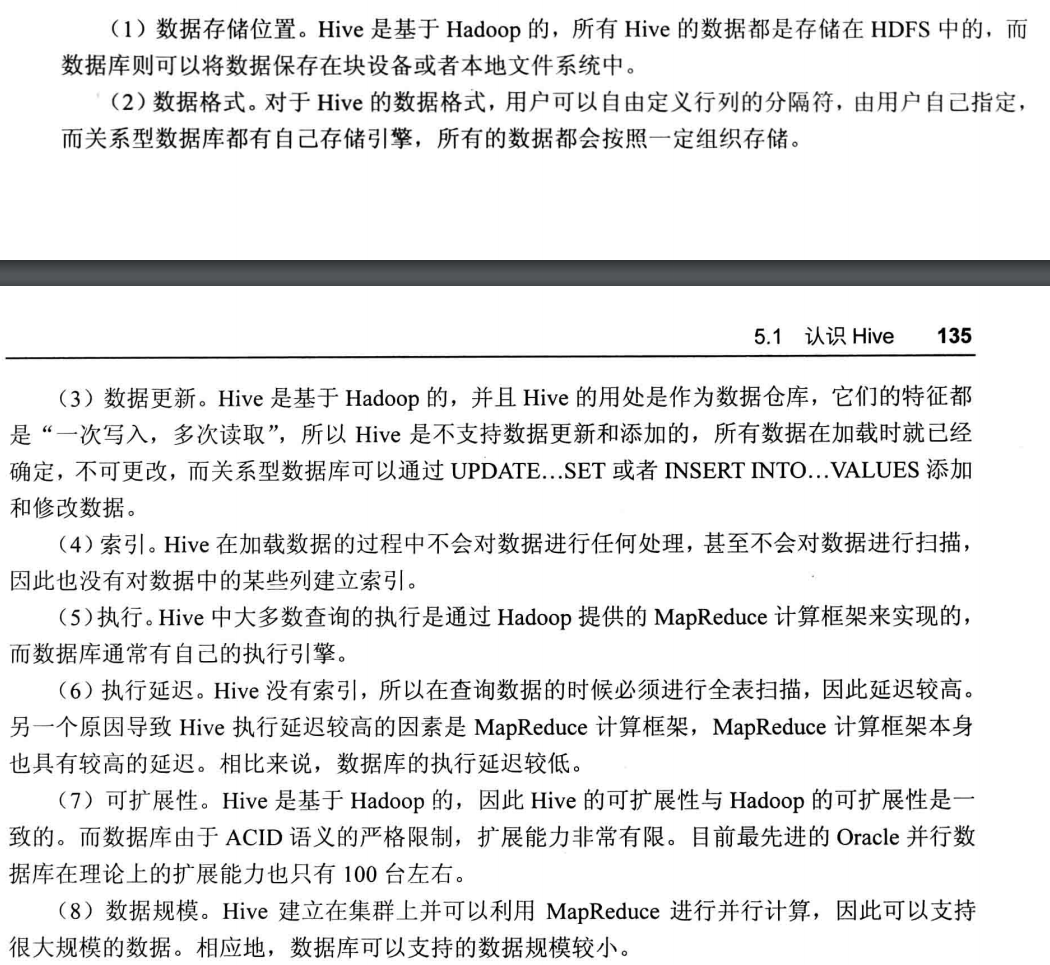 （1）数据存储位置。Hive 是基于 Hadoop 的，所有 Hive 的数据都是存储在 HDFS 中的，而
数据库则可以将数据保存在块设备或者本地文件系统中。
（2）数据格式。对于 Hive 的数据格式，用户可以自由定义行列的分隔符，由用户自己指定，
而关系型数据库都有自己存储引擎，所有的数据都会按照一定组织存储。
5.1 认识 Hive 135
（3）数据更新。Hive 是基于 Hadoop 的，并且 Hive 的用处是作为数据仓库，它们的特征都
是“一次写入，多次读取”，所以 Hive 是不支持数据更新和添加的，所有数据在加载时就已经
确定，不可更改，而关系型数据库可以通过 UPDATE…SET 或者 INSERT INTO…VALUES 添加
和修改数据。
（4）索引。Hive 在加载数据的过程中不会对数据进行任何处理，甚至不会对数据进行扫描，
因此也没有对数据中的某些列建立索引。
（5）执行。Hive 中大多数查询的执行是通过 Hadoop 提供的 MapReduce 计算框架来实现的，
而数据库通常有自己的执行引擎。
（6）执行延迟。Hive 没有索引，所以在查询数据的时候必须进行全表扫描，因此延迟较高。
另一个原因导致 Hive 执行延迟较高的因素是 MapReduce 计算框架，MapReduce 计算框架本身
也具有较高的延迟。相比来说，数据库的执行延迟较低。
（7）可扩展性。Hive 是基于 Hadoop 的，因此 Hive 的可扩展性与 Hadoop 的可扩展性是一
致的。而数据库由于 ACID 语义的严格限制，扩展能力非常有限。目前最先进的 Oracle 并行数
据库在理论上的扩展能力也只有 100 台左右。
（8）数据规模。Hive 建立在集群上并可以利用 MapReduce 进行并行计算，因此可以支持
很大规模的数据。相应地，数据库可以支持的数据规模较小。